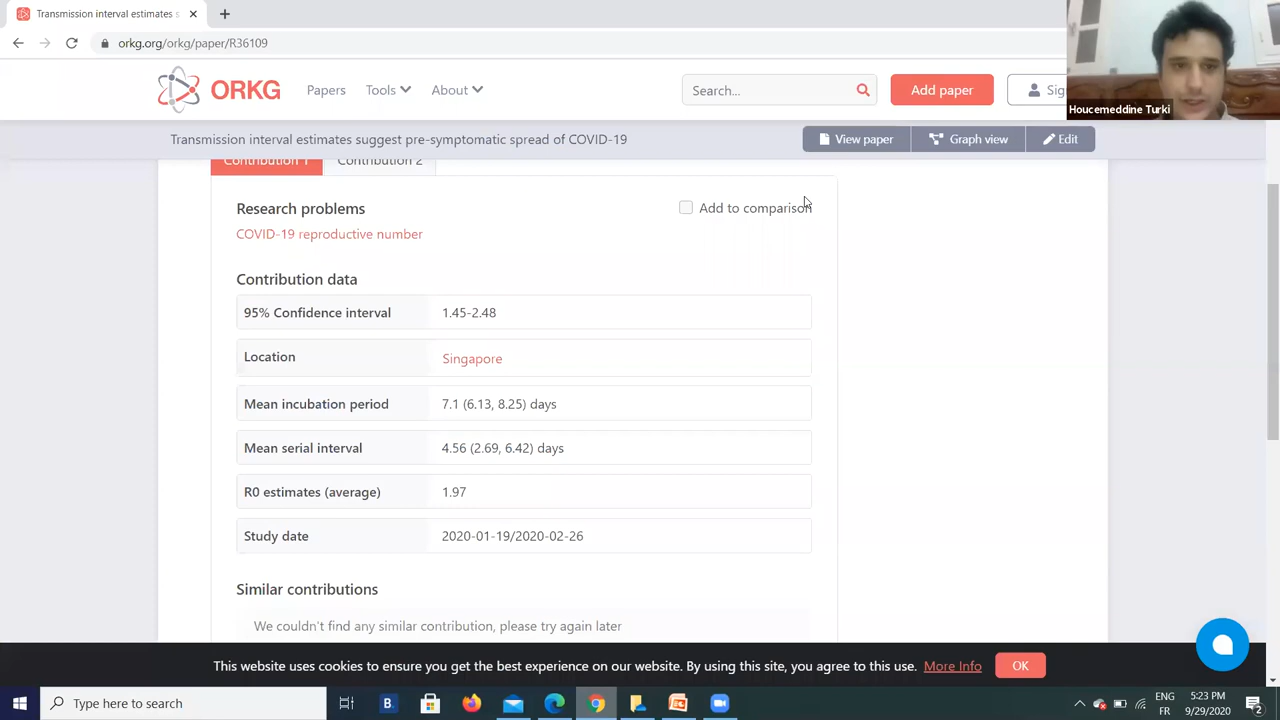 Transmission interval estimates s
orkg.org/orkg/paper/R36109
ORKG
Papers
Tools
About
Search...
Add paper
Houcemeddine Turki
Transmission interval estimates suggest pre-symptomatic spread of COVID-19
View paper
Graph view
Edit
Contribution 1
Contribution 2
Research problems
Add to comparison
COVID-19 reproductive number
Contribution data
95% Confidence interval
1.45-2.48
Location
Singapore
Mean incubation period
7.1 (6.13, 8.25) days
Mean serial interval
4.56 (2.69, 6.42) days
R0 estimates (average)
1.97
Study date
2020-01-19/2020-02-26
Similar contributions
We couldn't find any similar contribution, please try again later
This website uses cookies to ensure you get the best experience on our website. By using this site, you agree to this use. More Info
OK
Type here to search
B.
ENG
FR
5:23 PM
9/29/2020
2